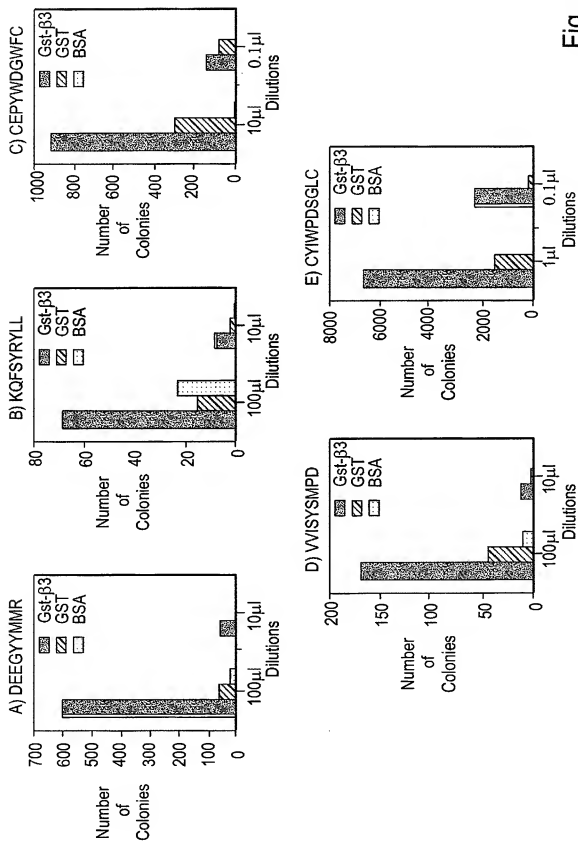 A) DEEGYYMMR
Number
of
Colonies
700
600
500
400
300
200
100
0
Gst-β3
GST
BSA
100µl
10µl
Dilutions
B) KQFSYRYLL
Number
of
Colonies
80
60
40
20
0
Gst-β3
GST
BSA
100µl
10µl
Dilutions
C) CEPYWDGWFC
Number
of
Colonies
1000
800
600
400
200
0
Gst-β3
GST
BSA
10µl
0.1µl
Dilutions
D) VVISYSMPD
Number
of
Colonies
200
150
100
50
0
Gst-β3
GST
BSA
100µl
10µl
Dilutions
E) CYIWPDSGLC
Number
of
Colonies
8000
6000
4000
2000
0
Gst-β3
GST
BSA
1µl
0.1µl
Dilutions
Fig